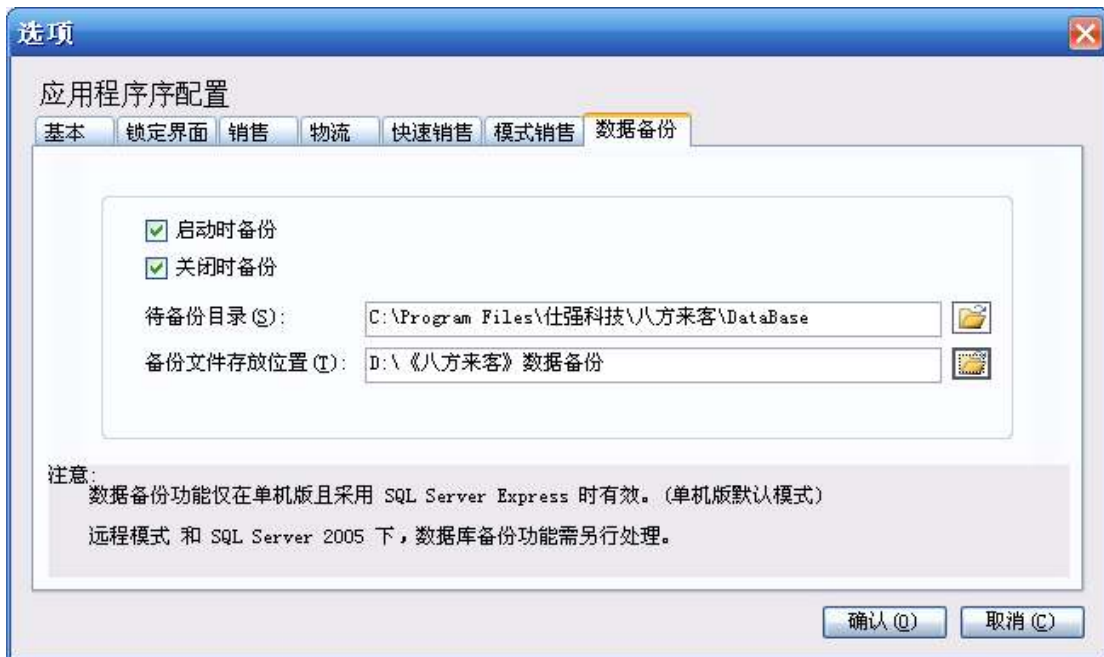 选项
应用程序序配置
基本 锁定界面 销售 物流 快速销售 模式销售 数据备份
启动时备份
关闭时备份
待备份目录(S): C:\Program Files\仕强科技\八方来客\DataBase
备份文件存放位置(T): D:\《八方来客》数据备份
注意:
数据备份功能仅在单机版且采用 SQL Server Express 时有效。(单机版默认模式)
远程模式 和 SQL Server 2005 下,数据库备份功能需另行处理。
确认(O) 取消(C)